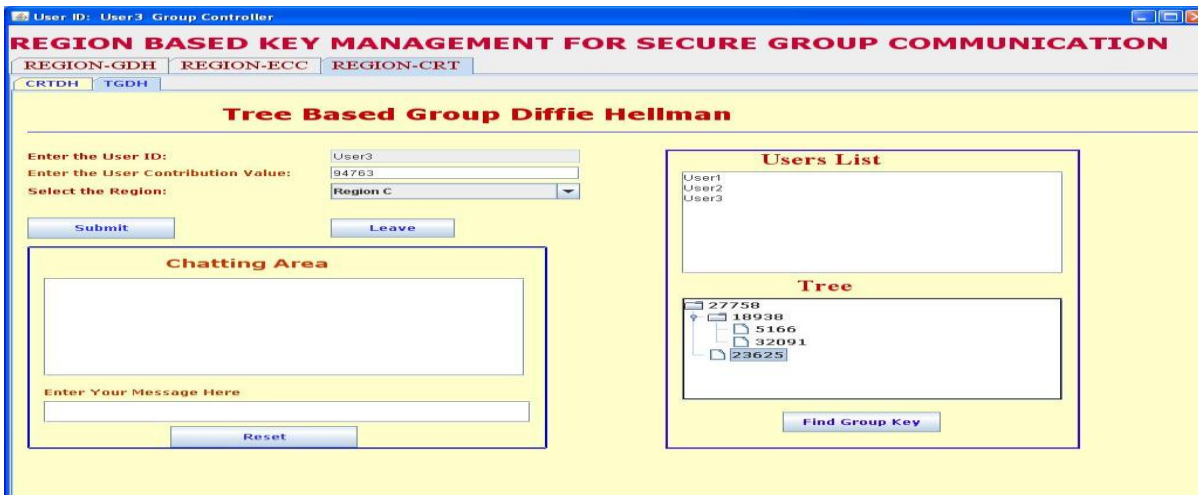 User ID: User3 Group Controller
REGION BASED KEY MANAGEMENT FOR SECURE GROUP COMMUNICATION
REGION-GDH REGION-ECC REGION-CRT
CRTDH TGDH
Tree Based Group Diffie Hellman
Enter the User ID: User3
Enter the User Contribution Value: 94763
Select the Region: Region C
Submit Leave
Chatting Area
Enter Your Message Here
Reset
Users List
User1
User2
User3
Tree
27758
18938
5166
32091
23625
Find Group Key